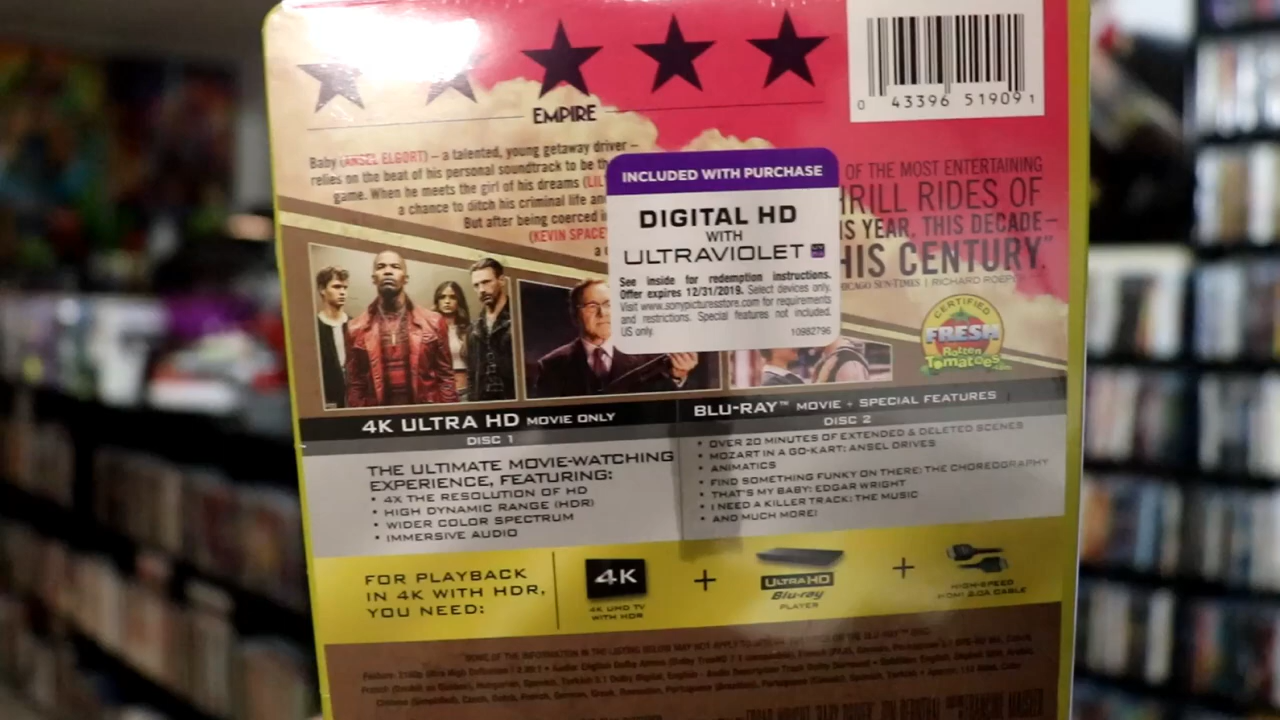 EMPIRE
0 43396 51909 1
Baby (ANSEL ELGORT) – a talented, young getaway driver –
relies on the beat of his personal soundtrack to be th
game. When he meets the girl of his dreams (LIL
a chance to ditch his criminal life an
But after being coerced i
(KEVIN SPACE
a
OF THE MOST ENTERTAINING
HRILL RIDES OF
IS YEAR, THIS DECADE–
HIS CENTURY."
CHICAGO SUN-TIMES | RICHARD ROEP
INCLUDED WITH PURCHASE
DIGITAL HD
WITH
ULTRAVIOLET
See inside for redemption instructions.
Offer expires 12/31/2019. Select devices only.
Visit www.sonypicturesstore.com for requirements
and restrictions. Special features not included.
US only.
10982796
CERTIFIED
FRESH
Rotten
Tomatoes.com
4K ULTRA HD MOVIE ONLY
DISC 1
THE ULTIMATE MOVIE-WATCHING
EXPERIENCE, FEATURING:
• 4X THE RESOLUTION OF HD
• HIGH DYNAMIC RANGE (HDR)
• WIDER COLOR SPECTRUM
• IMMERSIVE AUDIO
BLU-RAY™ MOVIE + SPECIAL FEATURES
DISC 2
• OVER 20 MINUTES OF EXTENDED & DELETED SCENES
• MOZART IN A GO-KART: ANSEL DRIVES
• ANIMATICS
• FIND SOMETHING FUNKY ON THERE: THE CHOREOGRAPHY
• THAT'S MY BABY: EDGAR WRIGHT
• I NEED A KILLER TRACK: THE MUSIC
• AND MUCH MORE!
FOR PLAYBACK
IN 4K WITH HDR,
YOU NEED:
4K
4K UHD TV
WITH HDR
+
ULTRA HD
Blu-ray
PLAYER
+
HIGH-SPEED
HDMI 2.0A CABLE